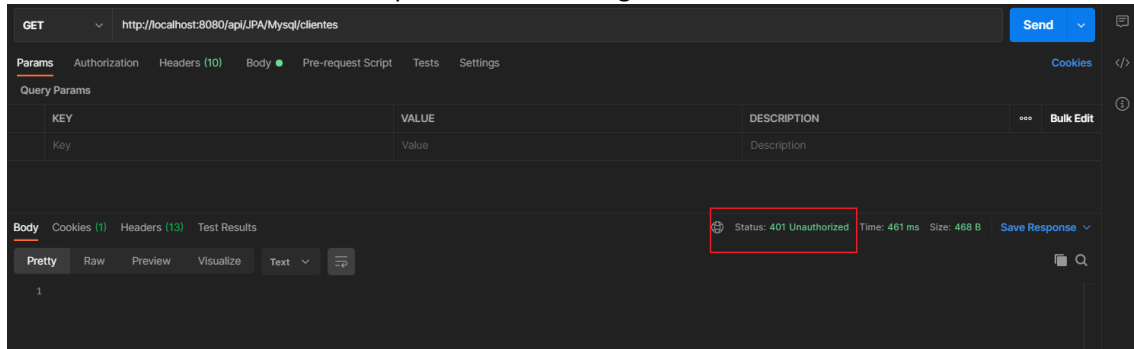 GET http://localhost:8080/api/JPA/Mysql/clientes Send
Params Authorization Headers (10) Body Pre-request Script Tests Settings Cookies
Query Params
KEY VALUE DESCRIPTION Bulk Edit
Key Value Description
Body Cookies (1) Headers (13) Test Results Status: 401 Unauthorized Time: 461 ms Size: 468 B Save Response
Pretty Raw Preview Visualize Text
1